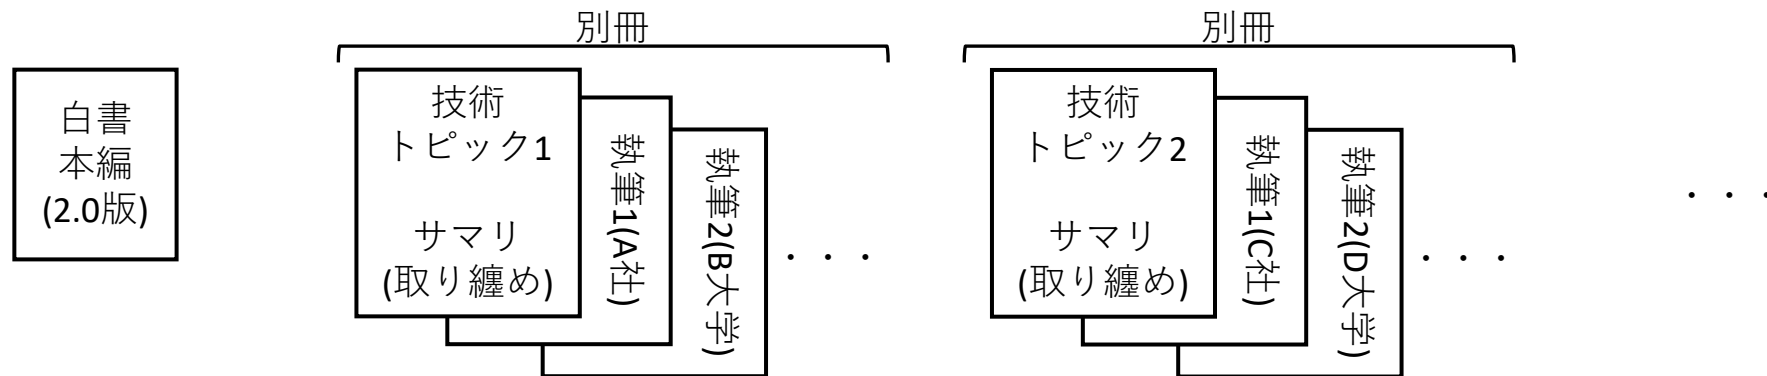 別冊
別冊
白書
本編
(2.0版)
技術
トピック1
サマリ
(取り纏め)
執筆1(A社)
執筆2(B大学)
・・・
技術
トピック2
サマリ
(取り纏め)
執筆1(C社)
執筆2(D大学)
・・・
・・・